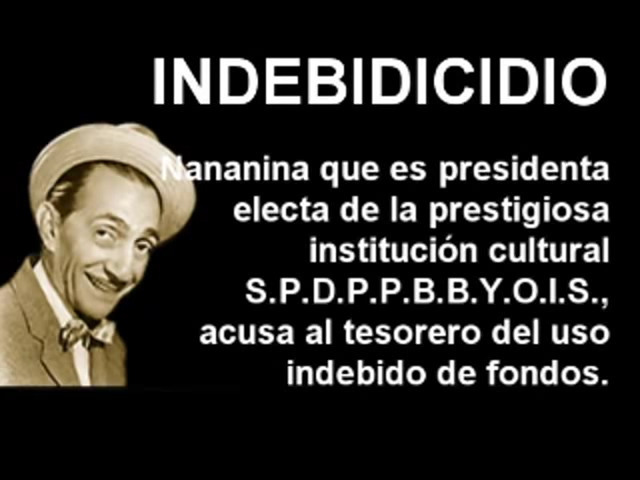 INDEBIDICIDIO
Nananina que es presidenta
electa de la prestigiosa
institución cultural
S.P.D.P.P.B.B.Y.O.I.S.,
acusa al tesorero del uso
indebido de fondos.